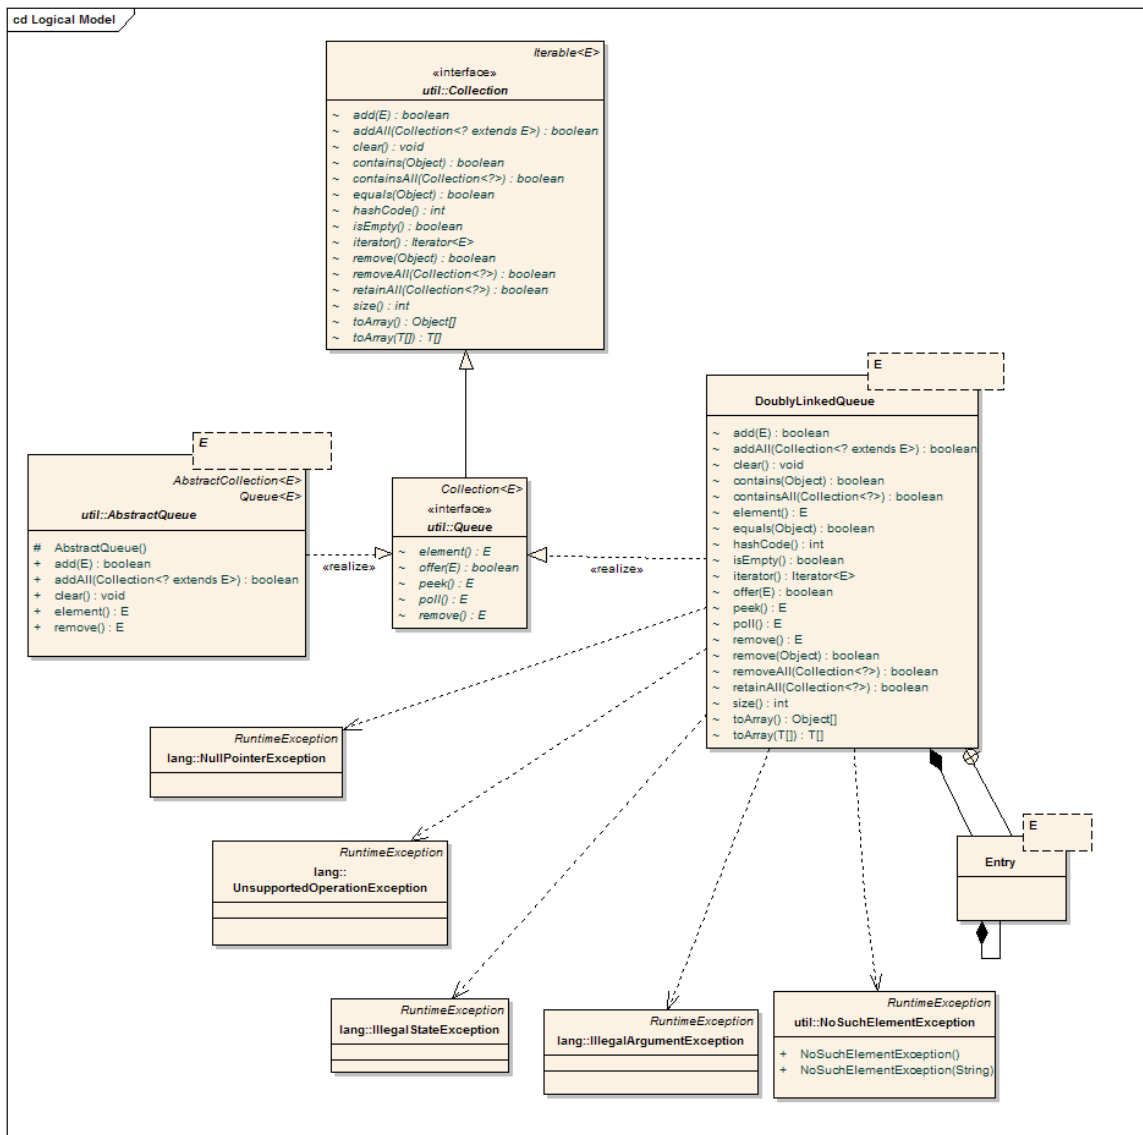 cd Logical Model
Iterable<E>
«interface»
util::Collection
~ add(E) : boolean
~ addAll(Collection<? extends E>) : boolean
~ clear() : void
~ contains(Object) : boolean
~ containsAll(Collection<?>) : boolean
~ equals(Object) : boolean
~ hashCode() : int
~ isEmpty() : boolean
~ iterator() : Iterator<E>
~ remove(Object) : boolean
~ removeAll(Collection<?>) : boolean
~ retainAll(Collection<?>) : boolean
~ size() : int
~ toArray() : Object[]
~ toArray(T[]) : T[]
E
AbstractCollection<E>
Queue<E>
util::AbstractQueue
# AbstractQueue()
+ add(E) : boolean
+ addAll(Collection<? extends E>) : boolean
+ clear() : void
+ element() : E
+ remove() : E
«realize»
Collection<E>
«interface»
util::Queue
~ element() : E
~ offer(E) : boolean
~ peek() : E
~ poll() : E
~ remove() : E
«realize»
E
DoublyLinkedQueue
~ add(E) : boolean
~ addAll(Collection<? extends E>) : boolean
~ clear() : void
~ contains(Object) : boolean
~ containsAll(Collection<?>) : boolean
~ element() : E
~ equals(Object) : boolean
~ hashCode() : int
~ isEmpty() : boolean
~ iterator() : Iterator<E>
~ offer(E) : boolean
~ peek() : E
~ poll() : E
~ remove() : E
~ remove(Object) : boolean
~ removeAll(Collection<?>) : boolean
~ retainAll(Collection<?>) : boolean
~ size() : int
~ toArray() : Object[]
~ toArray(T[]) : T[]
RuntimeException
lang::NullPointerException
RuntimeException
lang::
UnsupportedOperationException
E
Entry
RuntimeException
lang::IllegalStateException
RuntimeException
lang::IllegalArgumentException
RuntimeException
util::NoSuchElementException
+ NoSuchElementException()
+ NoSuchElementException(String)